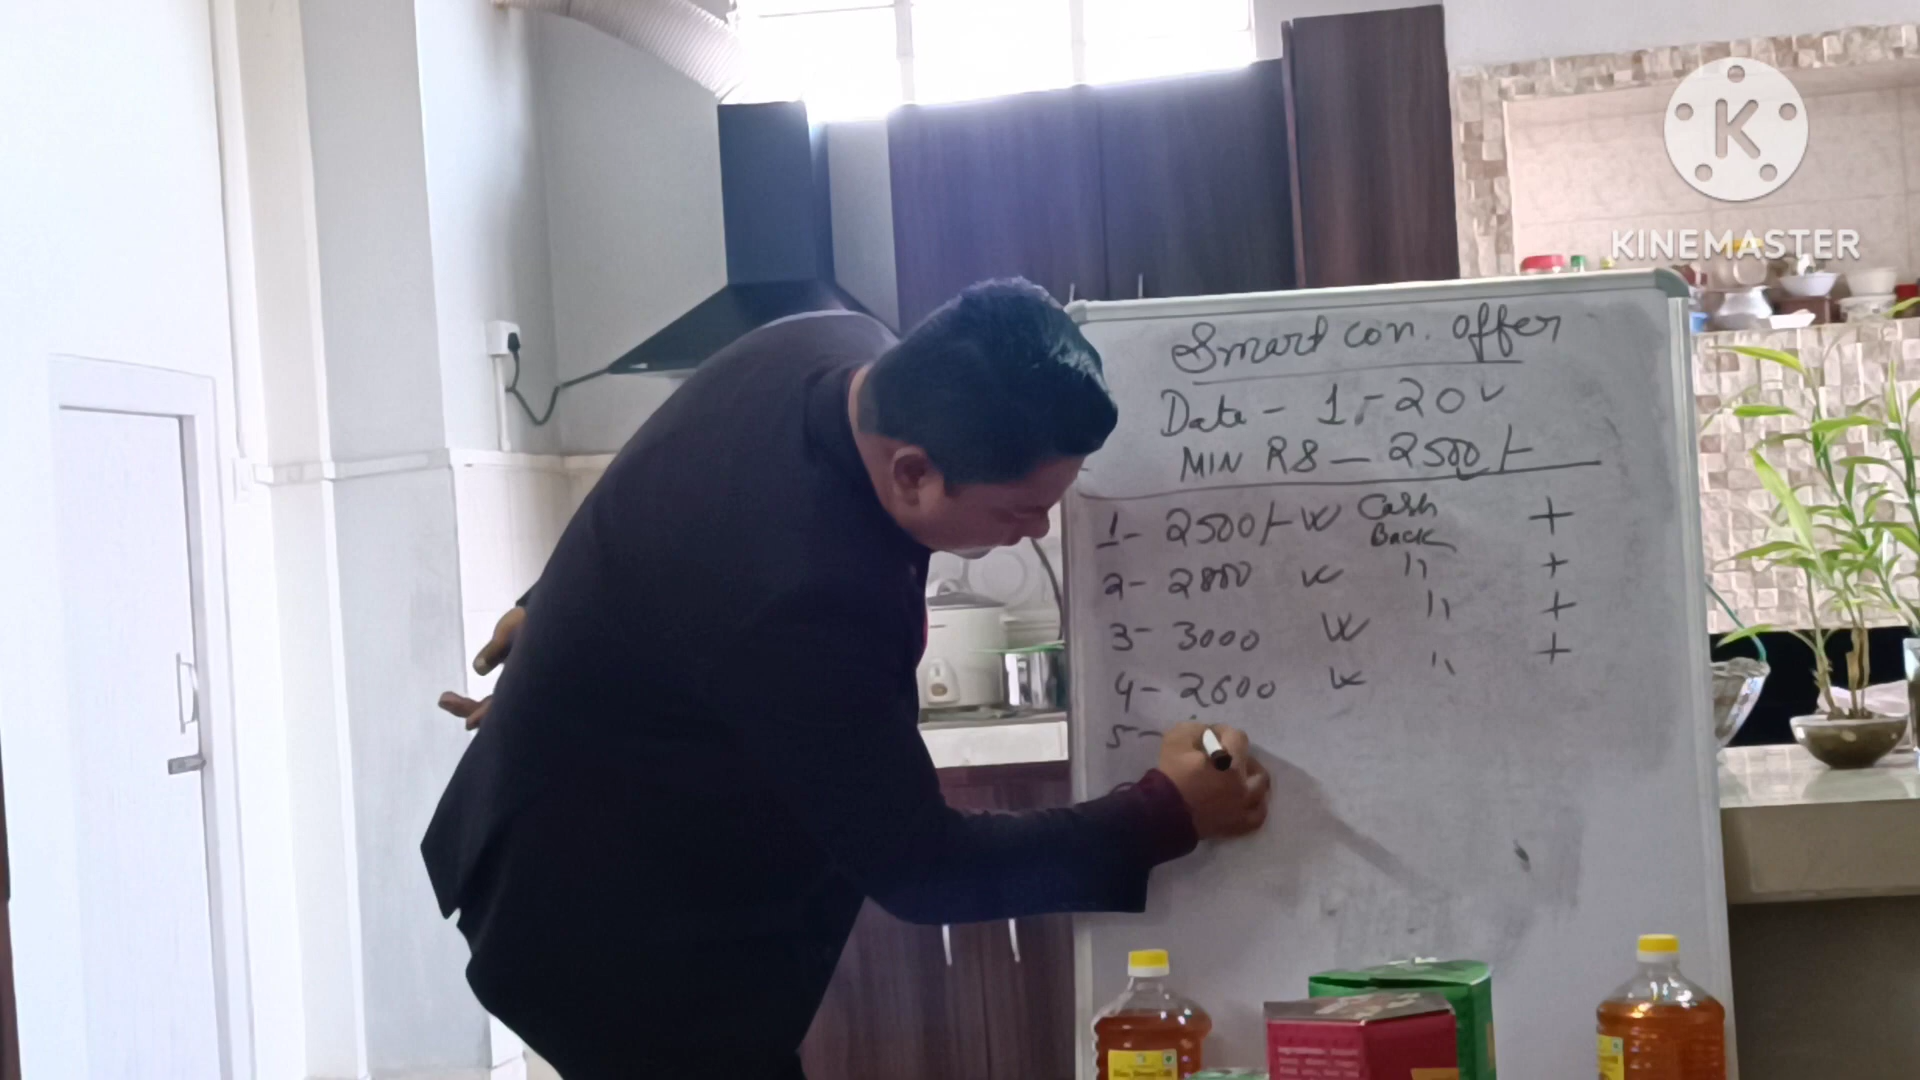 K
KINEMASTER
Smart con. offer
Date - 1 - 20
MIN RS - 2500/-
1- 2500/- Cash Back +
2- 2800 " +
3- 3000 " +
4- 2600 " +
5-